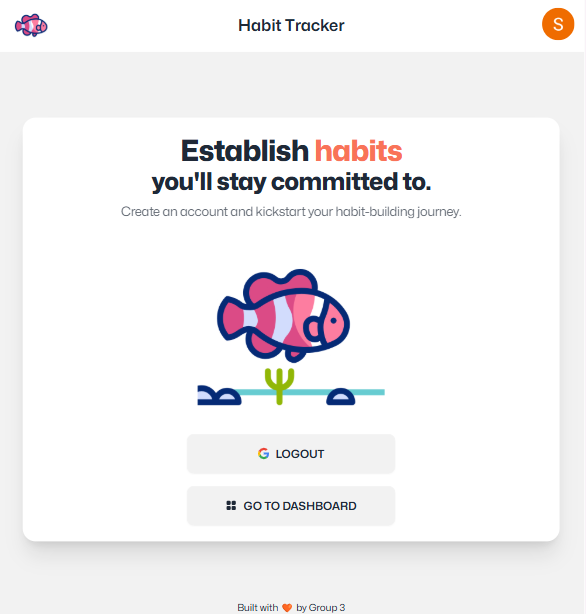 Habit Tracker
S
Establish habits
you'll stay committed to.
Create an account and kickstart your habit-building journey.
LOGOUT
GO TO DASHBOARD
Built with 🧡 by Group 3